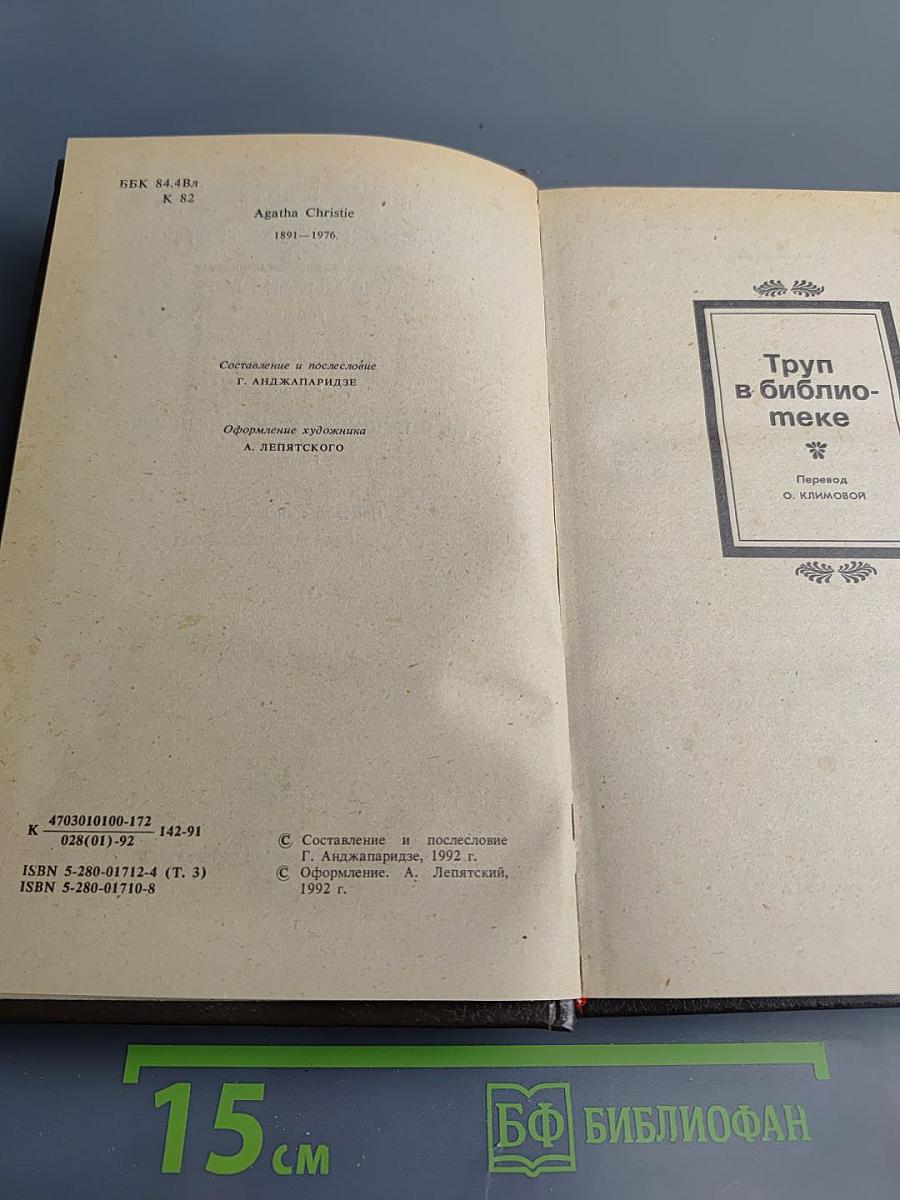 ББК 84.4Вл
К 82
Agatha Christie
1891—1976.
Составление и послесловие
Г. АНДЖАПАРИДЗЕ
Оформление художника
А. ЛЕПЯТСКОГО
К 4703010100-172
028(01)-92
142-91
ISBN 5-280-01712-4 (Т. 3)
ISBN 5-280-01710-8
© Составление и послесловие
Г. Анджапаридзе, 1992 г.
© Оформление. А. Лепятский,
1992 г.
Труп
в библио-
теке
Перевод
О. КЛИМОВОЙ
15 см
БФ БИБЛИОФАН